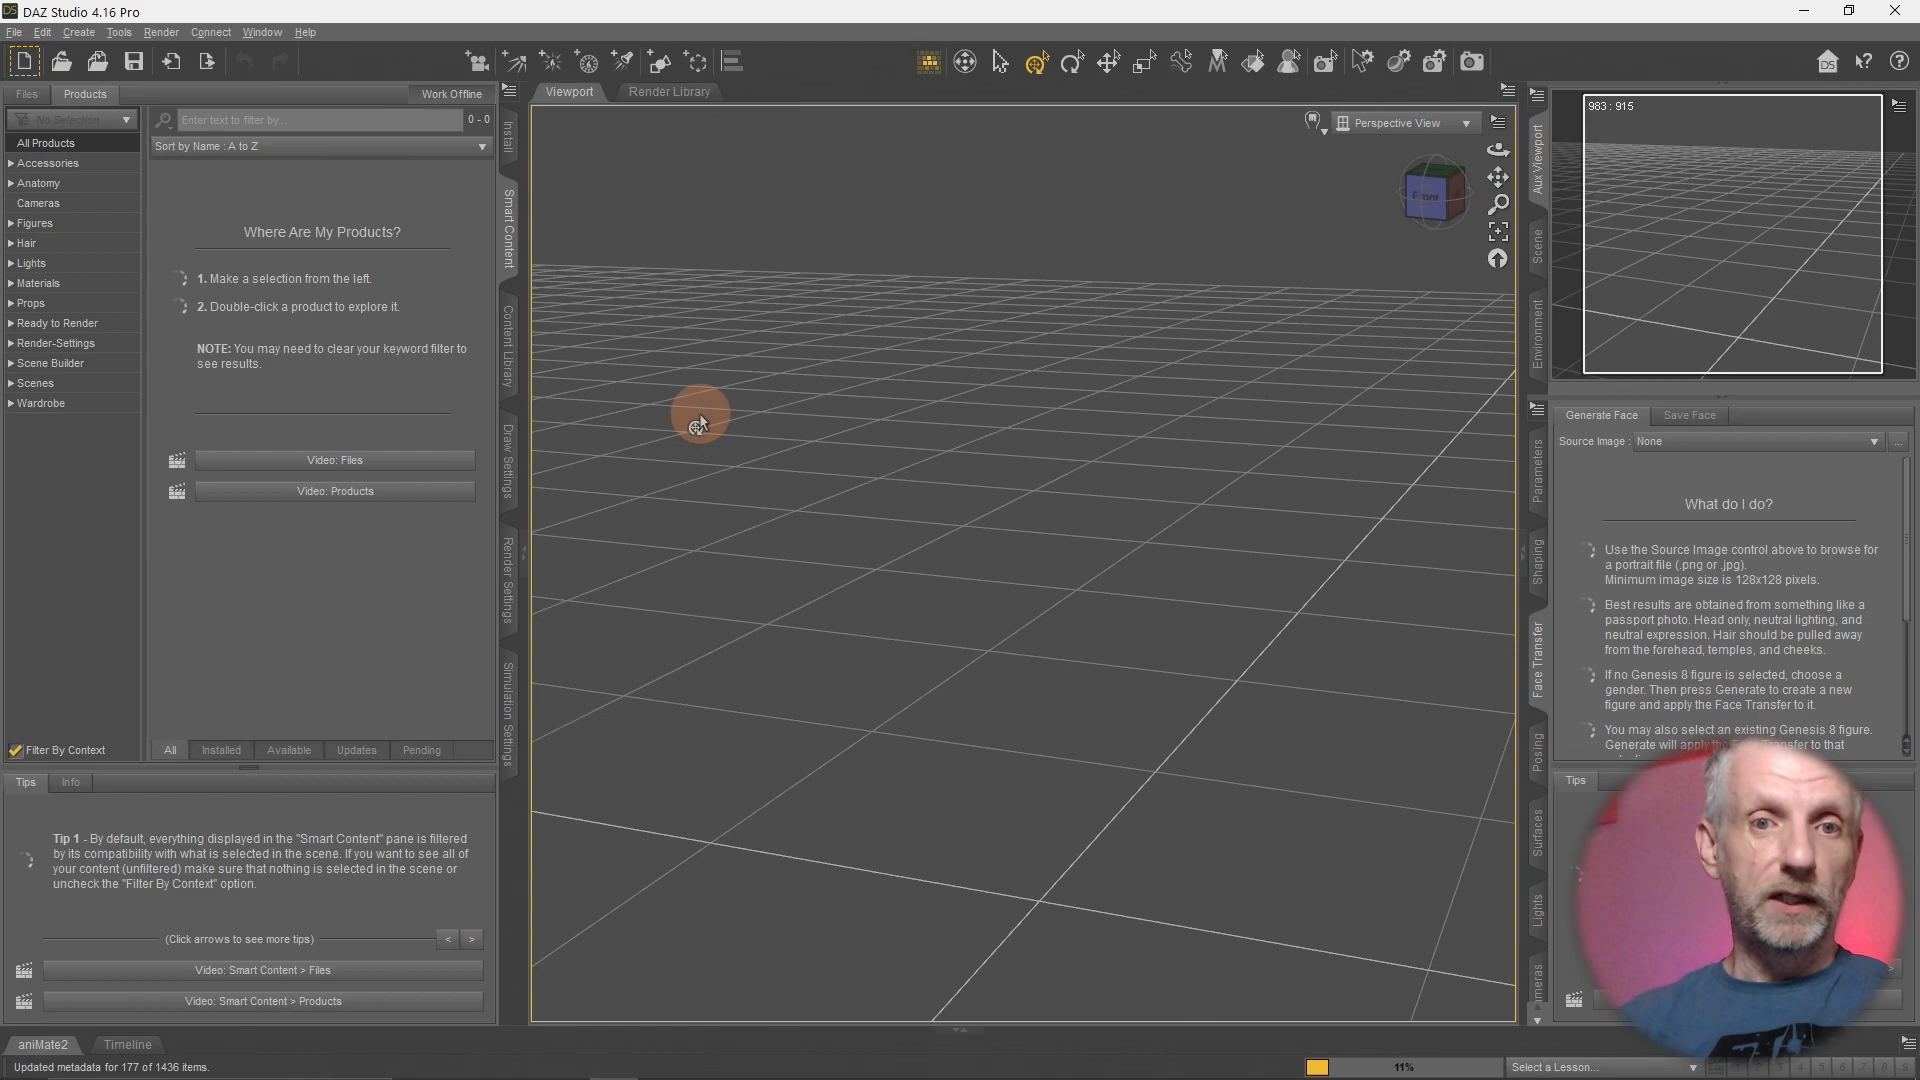 DAZ Studio 4.16 Pro
File Edit Create Tools Render Connect Window Help
Files Products Work Offline
No Selection
Enter text to filter by...
0 - 0
Sort by Name : A to Z
All Products
Accessories
Anatomy
Cameras
Figures
Hair
Lights
Materials
Props
Ready to Render
Render-Settings
Scene Builder
Scenes
Wardrobe
Where Are My Products?
1. Make a selection from the left.
2. Double-click a product to explore it.
NOTE: You may need to clear your keyword filter to
see results.
Video: Files
Video: Products
Filter By Context
All Installed Available Updates Pending
Tips Info
Tip 1 - By default, everything displayed in the "Smart Content" pane is filtered
by its compatibility with what is selected in the scene. If you want to see all of
your content (unfiltered) make sure that nothing is selected in the scene or
uncheck the "Filter By Context" option.
(Click arrows to see more tips)
< >
Video: Smart Content > Files
Video: Smart Content > Products
Install
Smart Content
Content Library
Draw Settings
Render Settings
Simulation Settings
Viewport Render Library
Perspective View
Front
983 : 915
Aux Viewport
Scene
Environment
Parameters
Shaping
Face Transfer
Posing
Surfaces
Lights
Generate Face Save Face
Source Image : None
...
What do I do?
Use the Source Image control above to browse for
a portrait file (.png or .jpg).
Minimum image size is 128x128 pixels.
Best results are obtained from something like a
passport photo. Head only, neutral lighting, and
neutral expression. Hair should be pulled away
from the forehead, temples, and cheeks.
If no Genesis 8 figure is selected, choose a
gender. Then press Generate to create a new
figure and apply the Face Transfer to it.
You may also select an existing Genesis 8 figure.
Generate will apply the Face Transfer to that
Tips
aniMate2 Timeline
Updated metadata for 177 of 1436 items.
11%
Select a Lesson...